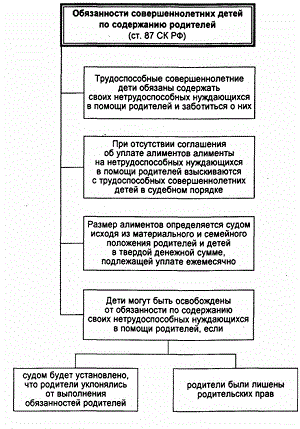 Обязанности совершеннолетних детей
по содержанию родителей
(ст. 87 СК РФ)
Трудоспособные совершеннолетние
дети обязаны содержать
своих нетрудоспособных нуждающихся
в помощи родителей и заботиться о них
При отсутствии соглашения
об уплате алиментов алименты
на нетрудоспособных нуждающихся
в помощи родителей взыскиваются
с трудоспособных совершеннолетних
детей в судебном порядке
Размер алиментов определяется судом
исходя из материального и семейного
положения родителей и детей
в твердой денежной сумме,
подлежащей уплате ежемесячно
Дети могут быть освобождены
от обязанности по содержанию
своих нетрудоспособных нуждающихся
в помощи родителей, если
судом будет установлено,
что родители уклонялись
от выполнения
обязанностей родителей
родители были лишены
родительских прав